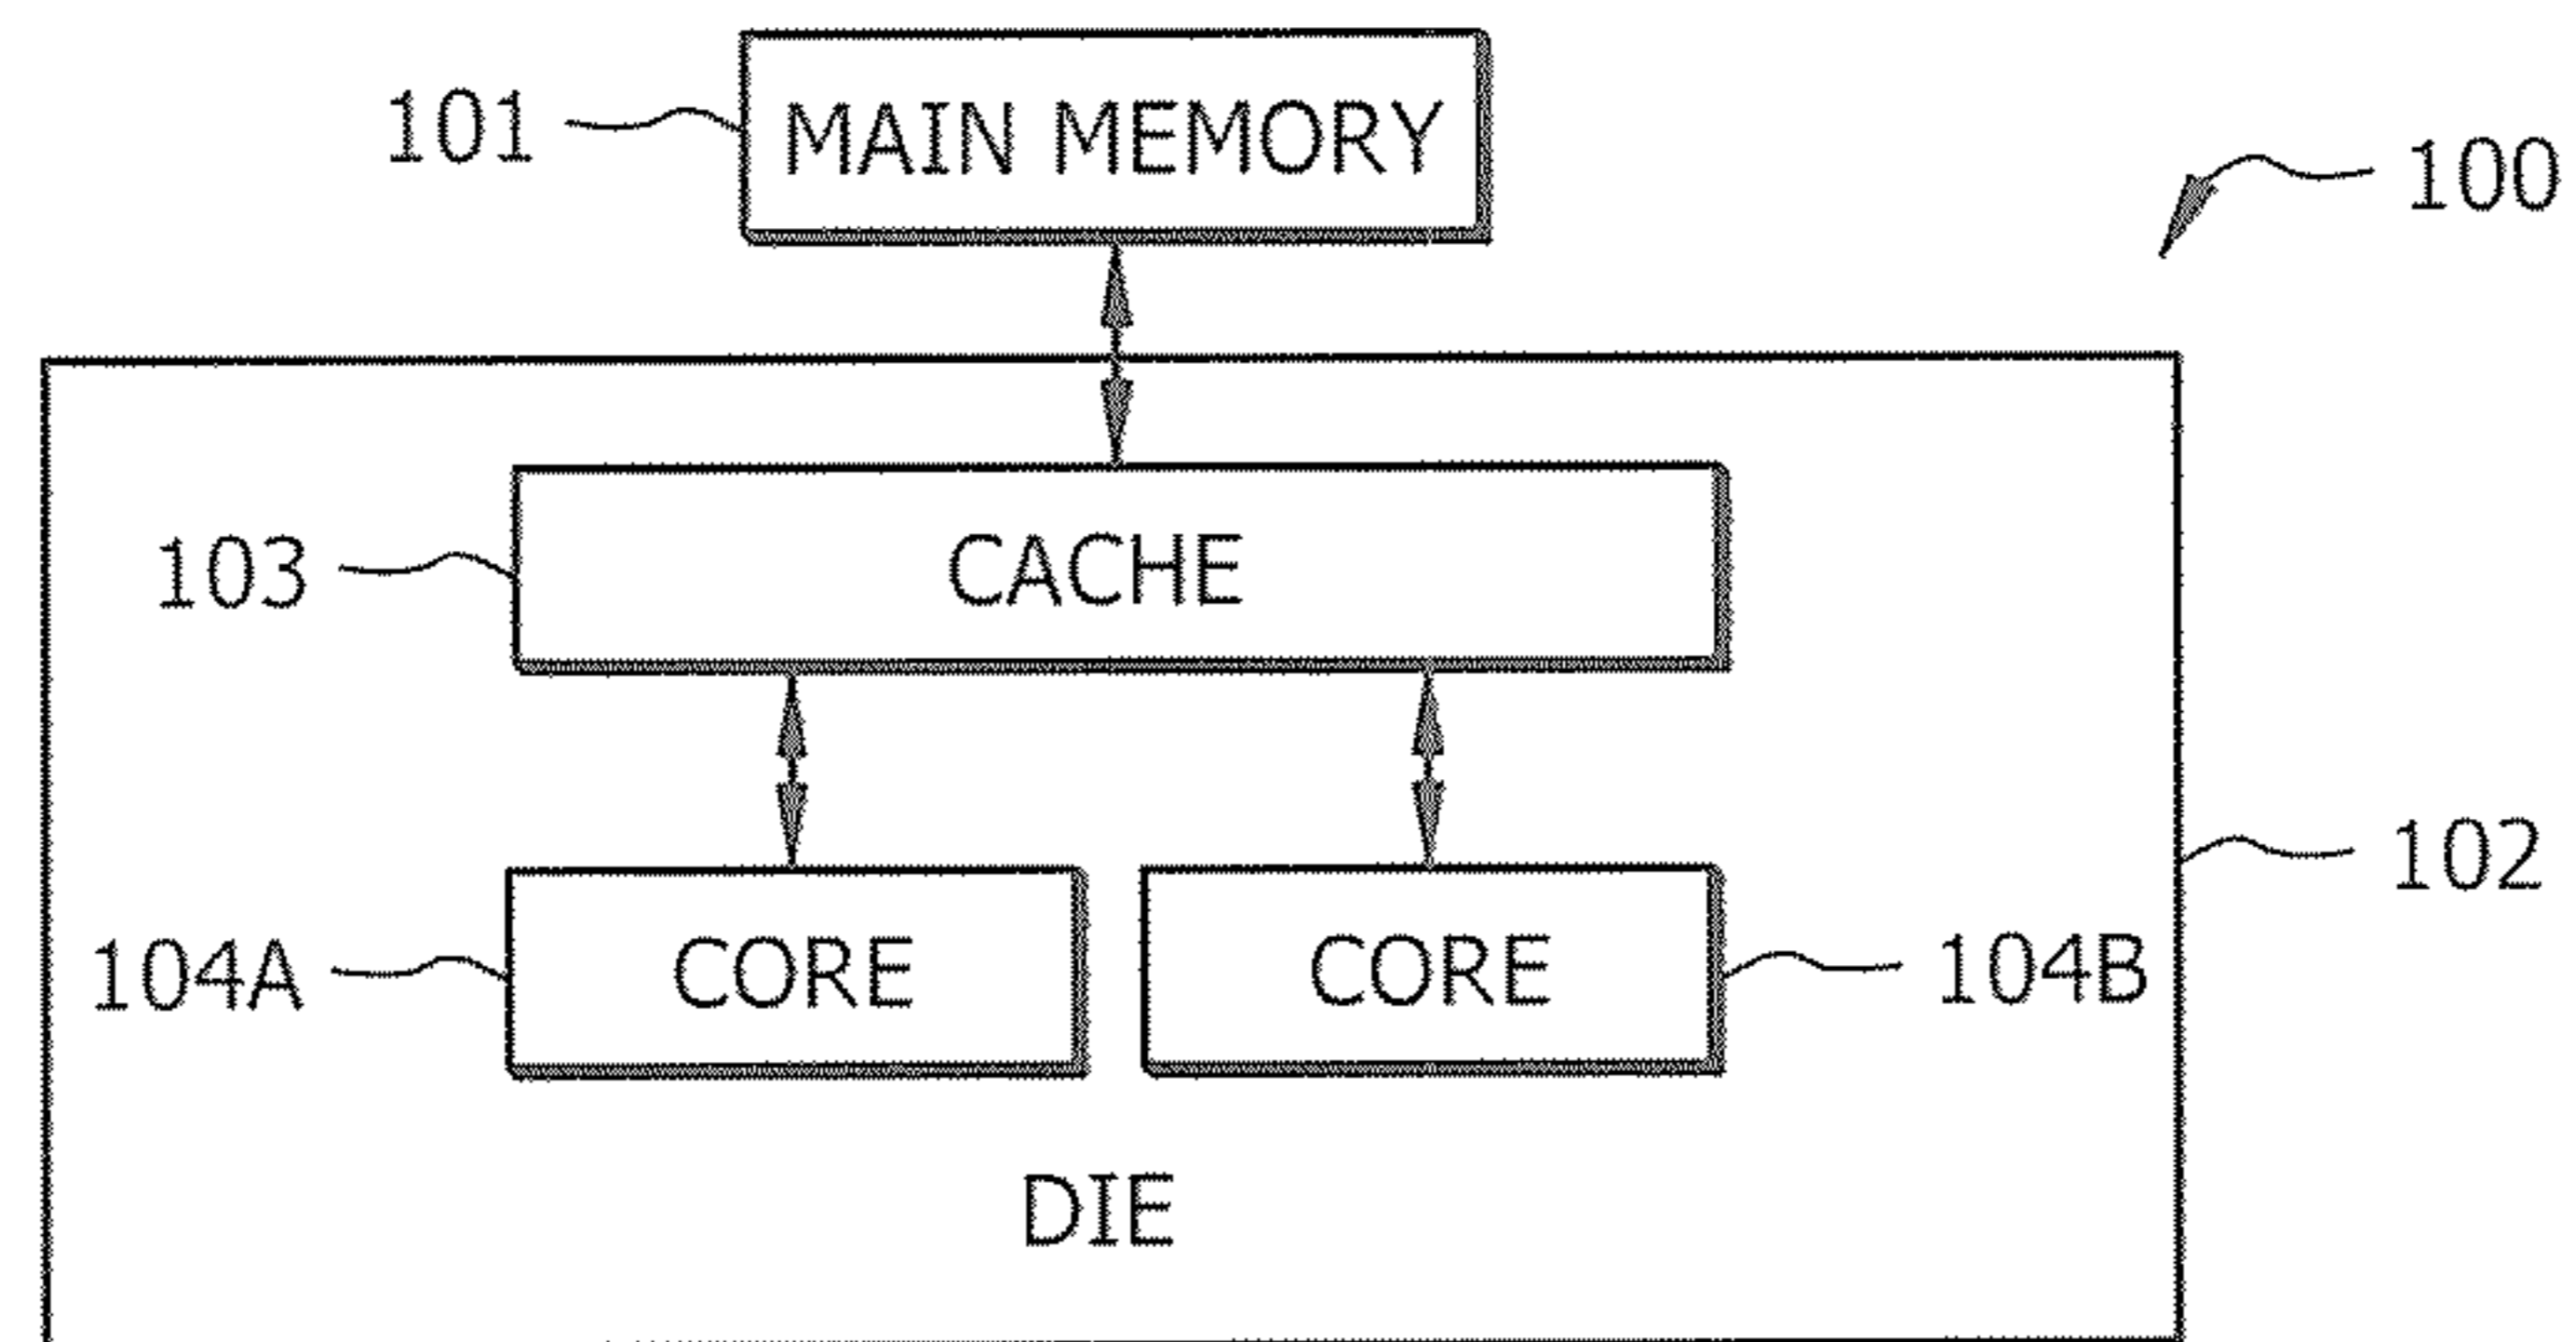 101 MAIN MEMORY
100
103 CACHE
102
104A CORE CORE 104B
DIE